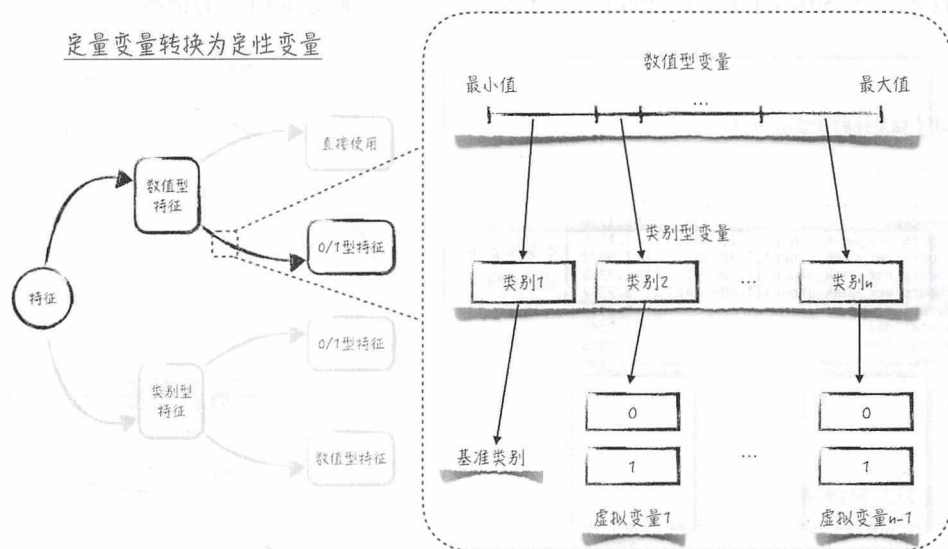 定量变量转换为定性变量
直接使用
数值型
特征
0/1型特征
特征
0/1型特征
类别型
特征
数值型特征
数值型变量
最小值
最大值
...
类别型变量
类别1
类别2
...
类别n
0
0
基准类别
1
...
1
虚拟变量1
虚拟变量n-1